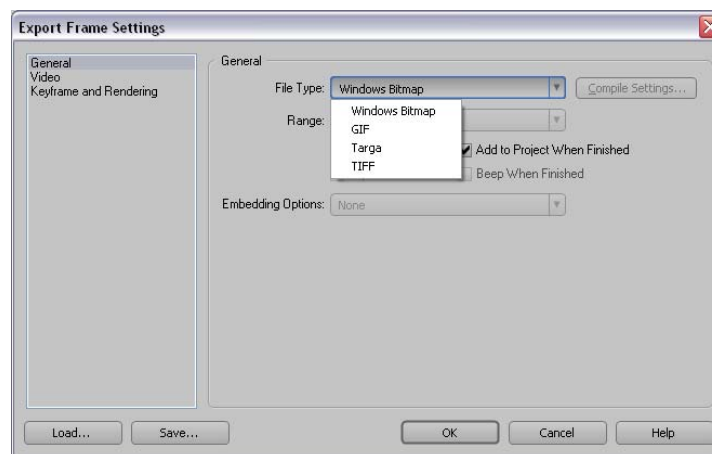 Export Frame Settings
General
Video
Keyframe and Rendering
General
File Type: Windows Bitmap Compile Settings...
Windows Bitmap
GIF
Targa
TIFF
Range:
Add to Project When Finished
Beep When Finished
Embedding Options: None
Load... Save... OK Cancel Help